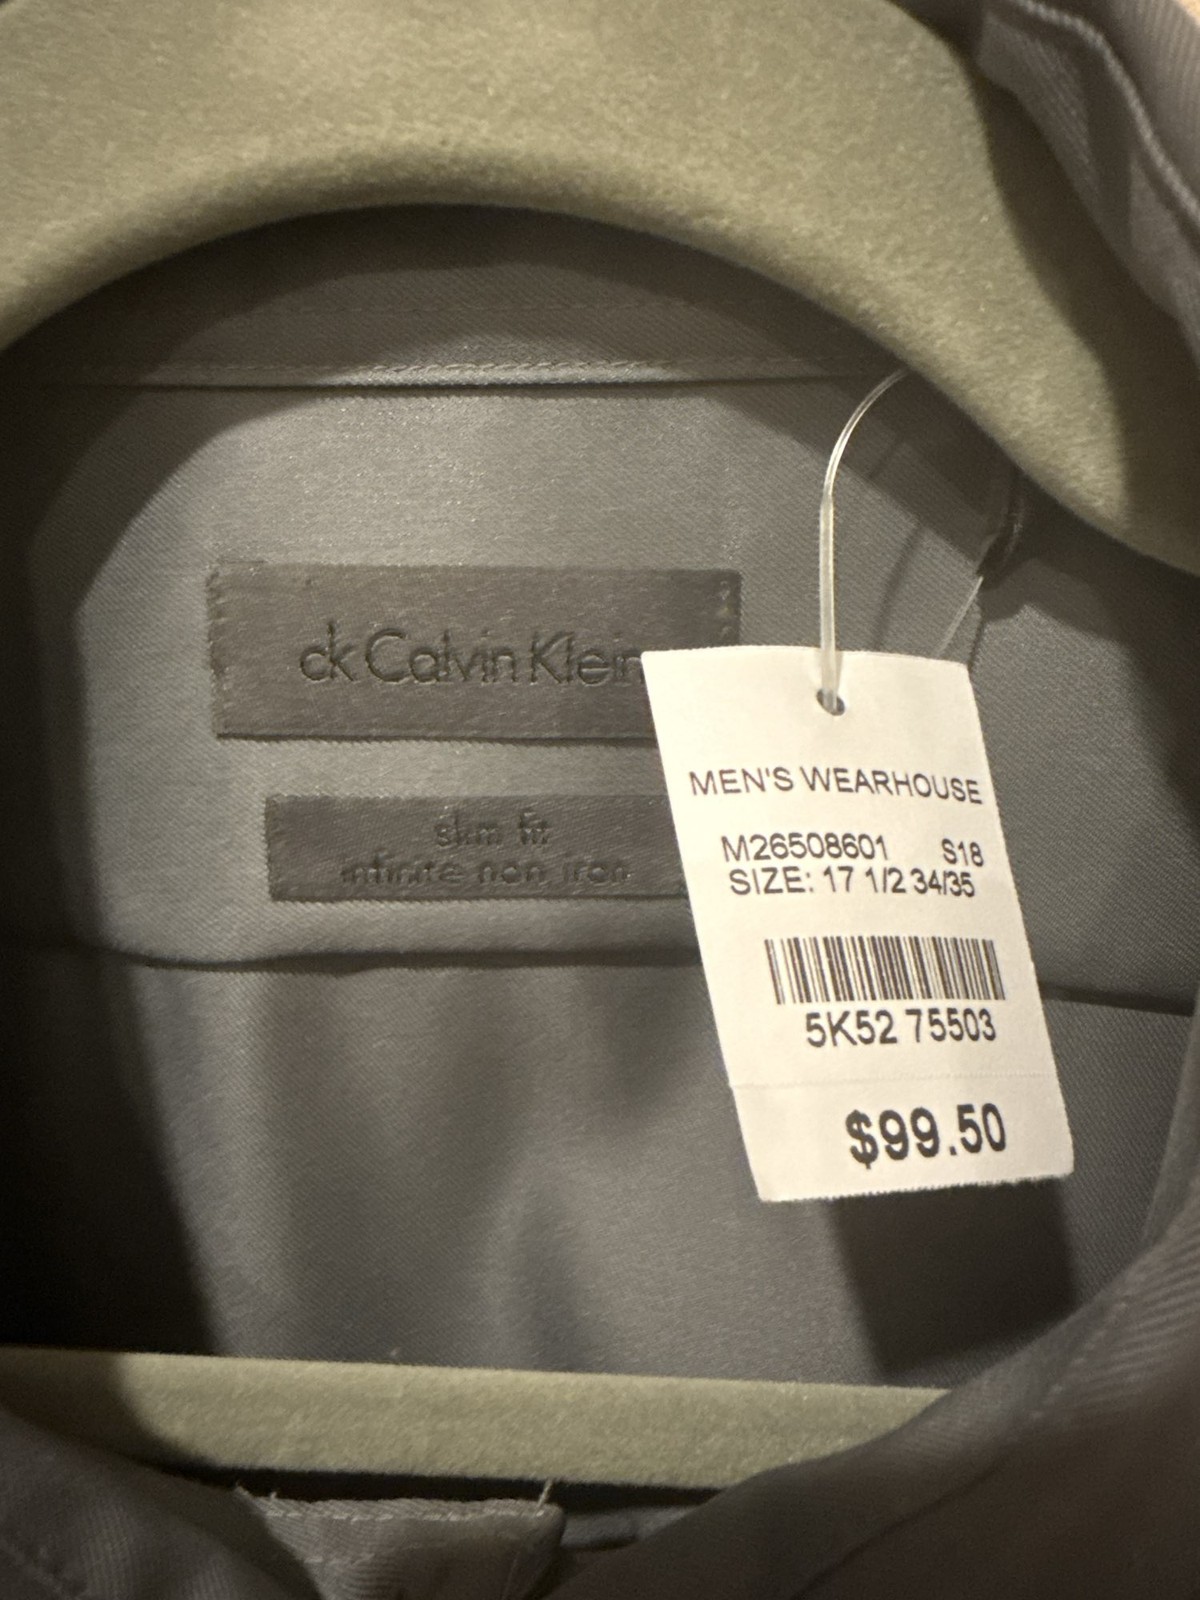 ck Calvin Klein
slim fit
infinite non iron
MEN'S WEARHOUSE
M26508601 S18
SIZE: 17 1/2 34/35
5K52 75503
$99.50